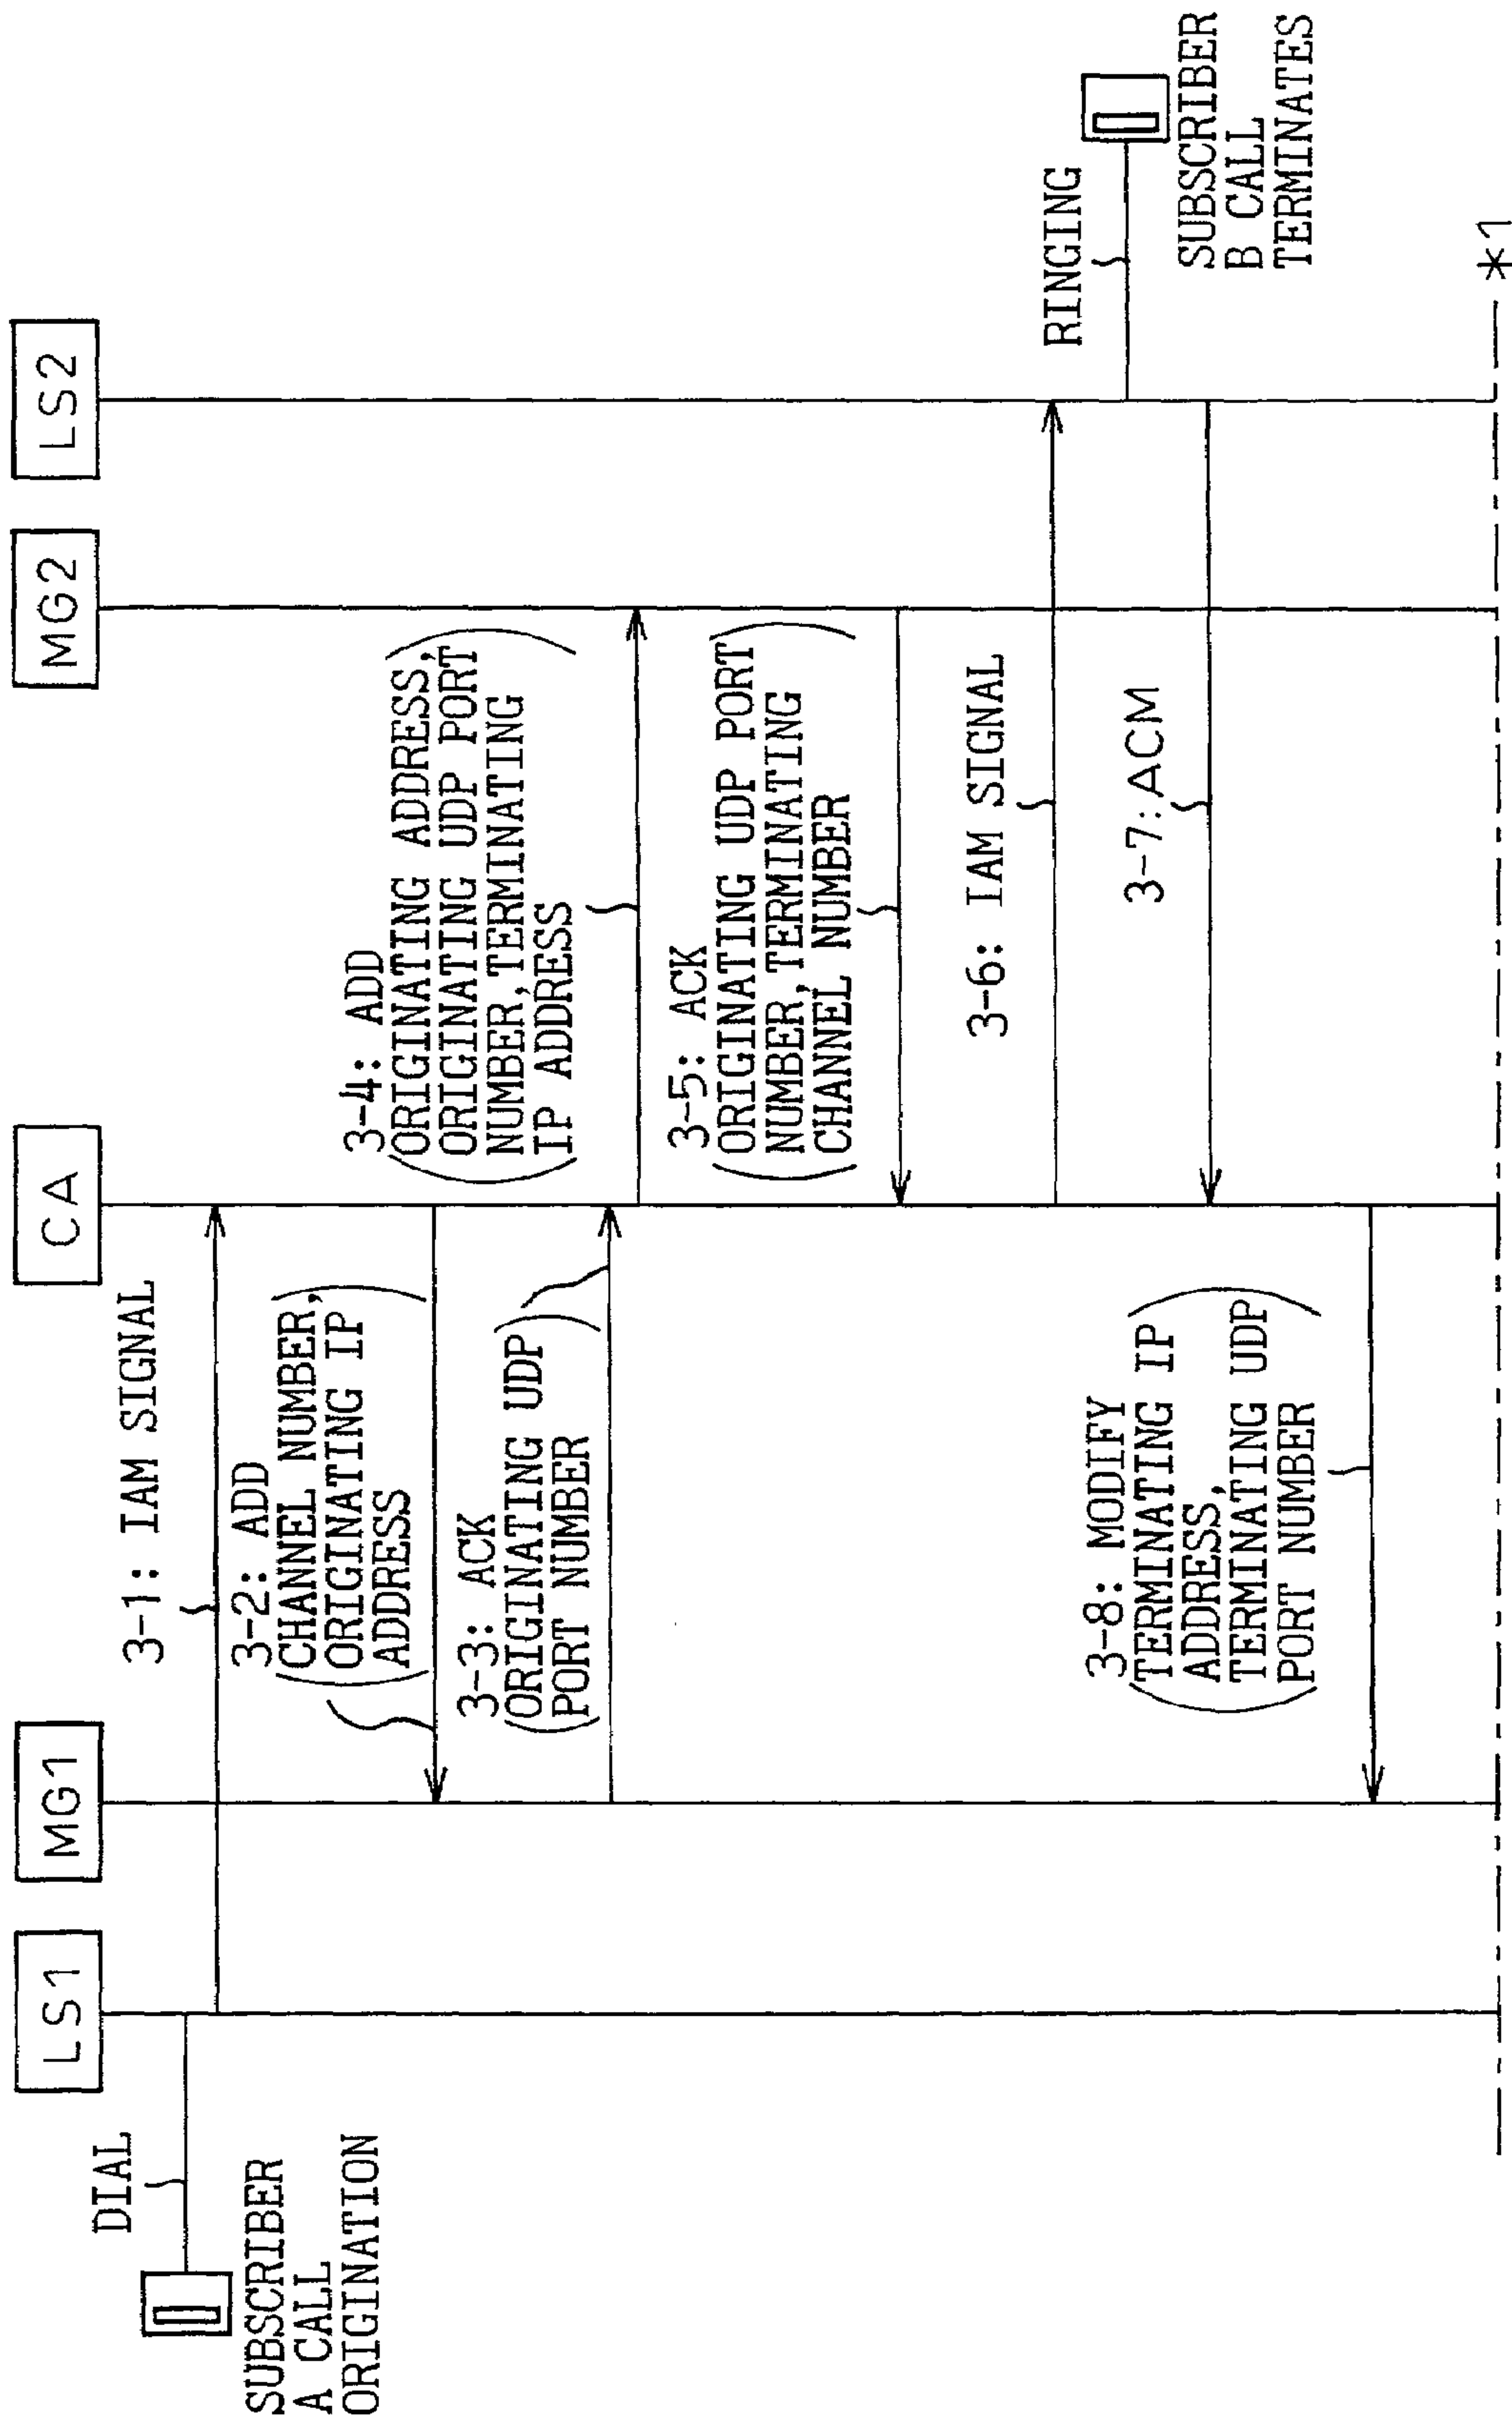 LS1
MG1
CA
MG2
LS2
DIAL
SUBSCRIBER
A CALL
ORIGINATION
3-1: IAM SIGNAL
3-2: ADD
(CHANNEL NUMBER,
ORIGINATING IP
ADDRESS)
3-3: ACK
(ORIGINATING UDP
PORT NUMBER)
3-4: ADD
(ORIGINATING ADDRESS,
ORIGINATING UDP PORT
NUMBER,TERMINATING
IP ADDRESS)
3-5: ACK
(ORIGINATING UDP PORT
NUMBER,TERMINATING
CHANNEL NUMBER)
3-6: IAM SIGNAL
RINGING
SUBSCRIBER
B CALL
TERMINATES
3-7: ACM
3-8: MODIFY
(TERMINATING IP
ADDRESS,
TERMINATING UDP
PORT NUMBER)
*1